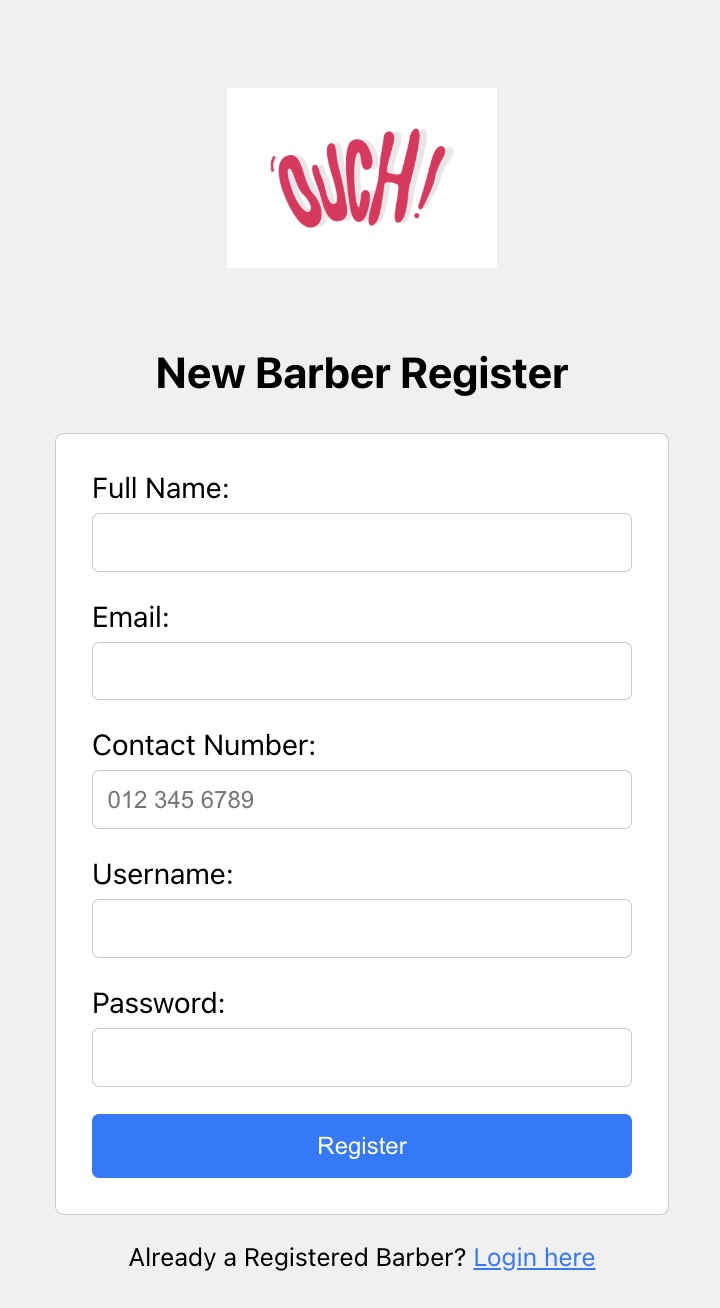 'OUCH!
New Barber Register
Full Name:
Email:
Contact Number:
012 345 6789
Username:
Password:
Register
Already a Registered Barber? Login here